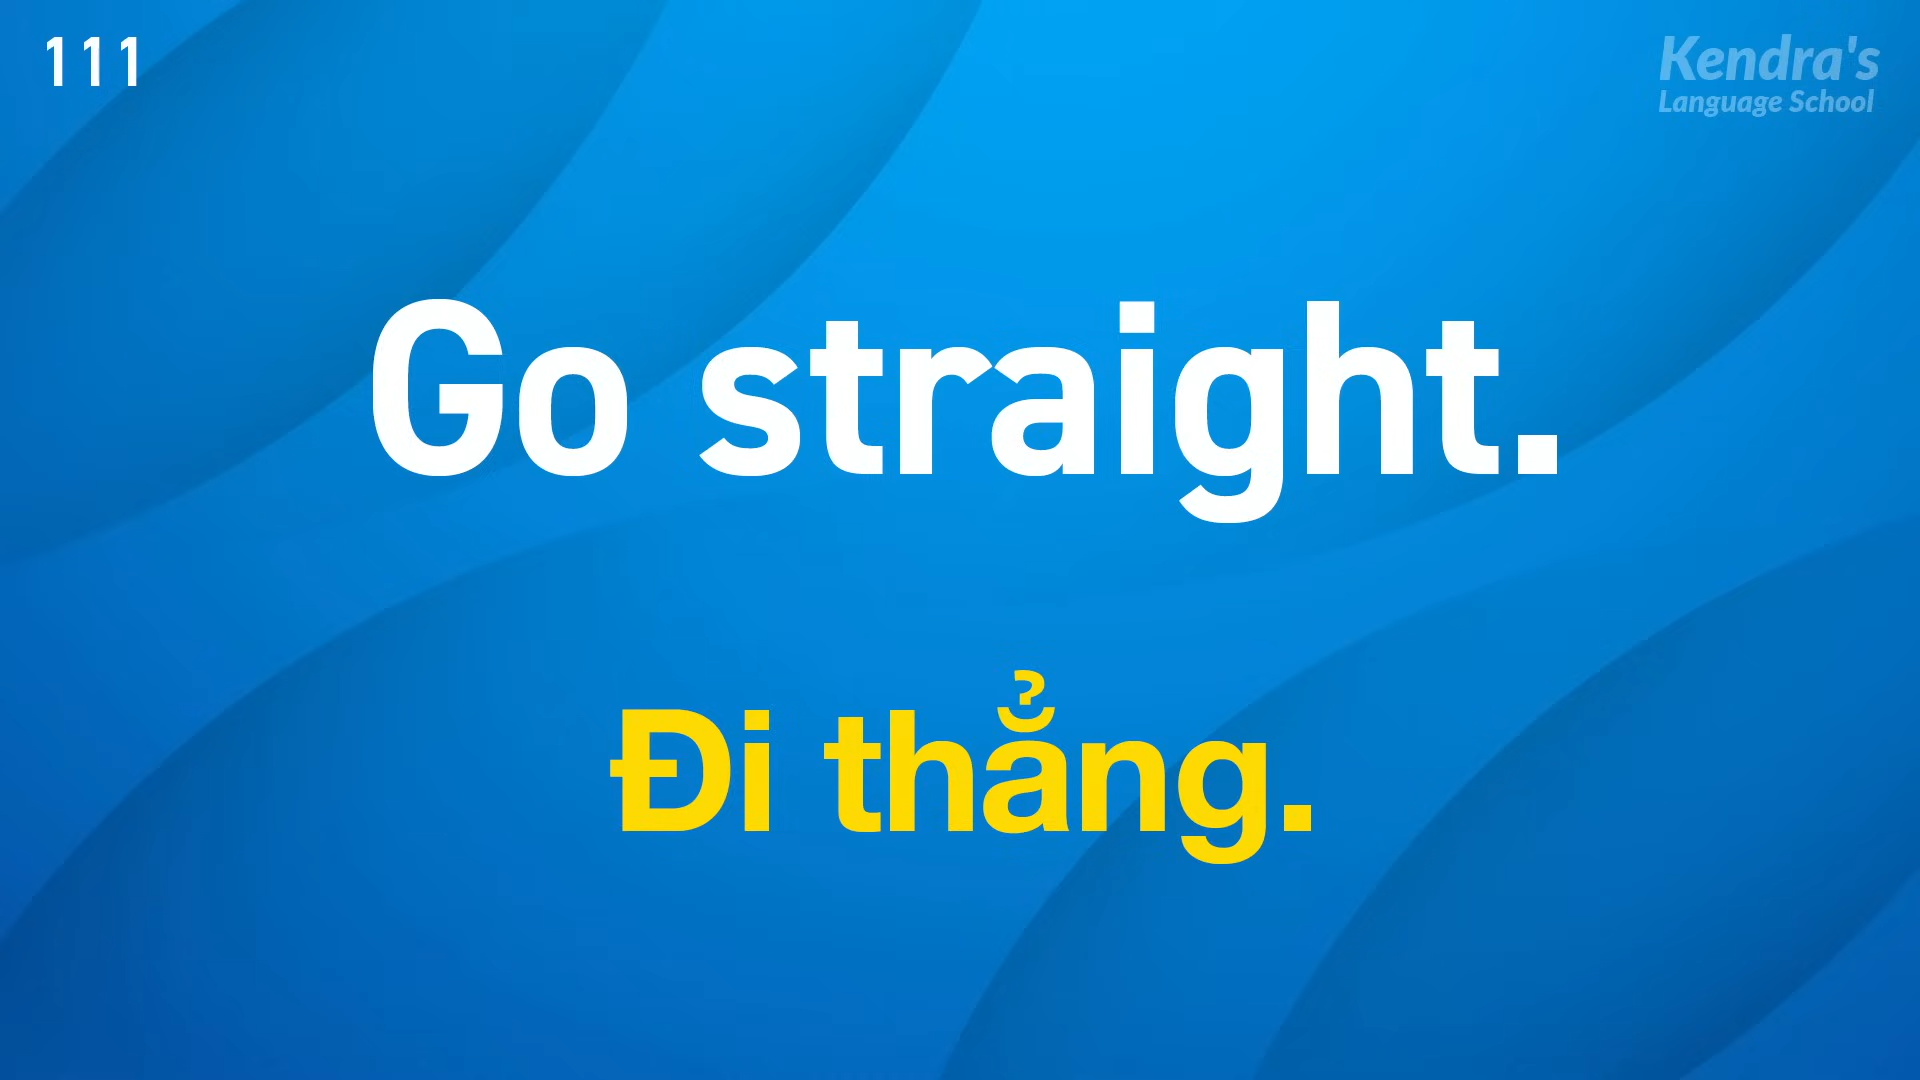 111
Kendra's
Language School
Go straight.
Đi thẳng.